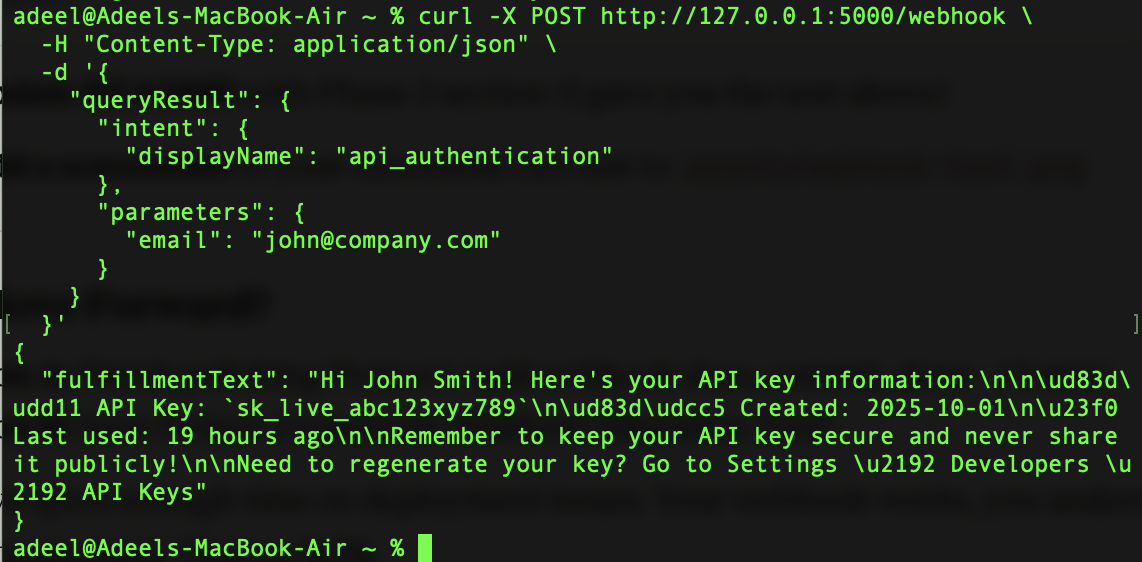 adeel@Adeels-MacBook-Air ~ % curl -X POST http://127.0.0.1:5000/webhook \
  -H "Content-Type: application/json" \
  -d '{
    "queryResult": {
      "intent": {
        "displayName": "api_authentication"
      },
      "parameters": {
        "email": "john@company.com"
      }
    }
[  }'                                                                                ]
{
  "fulfillmentText": "Hi John Smith! Here's your API key information:\n\n\ud83d\
udd11 API Key: `sk_live_abc123xyz789`\n\ud83d\udcc5 Created: 2025-10-01\n\u23f0
Last used: 19 hours ago\n\nRemember to keep your API key secure and never share
it publicly!\n\nNeed to regenerate your key? Go to Settings \u2192 Developers \u
2192 API Keys"
}
adeel@Adeels-MacBook-Air ~ %